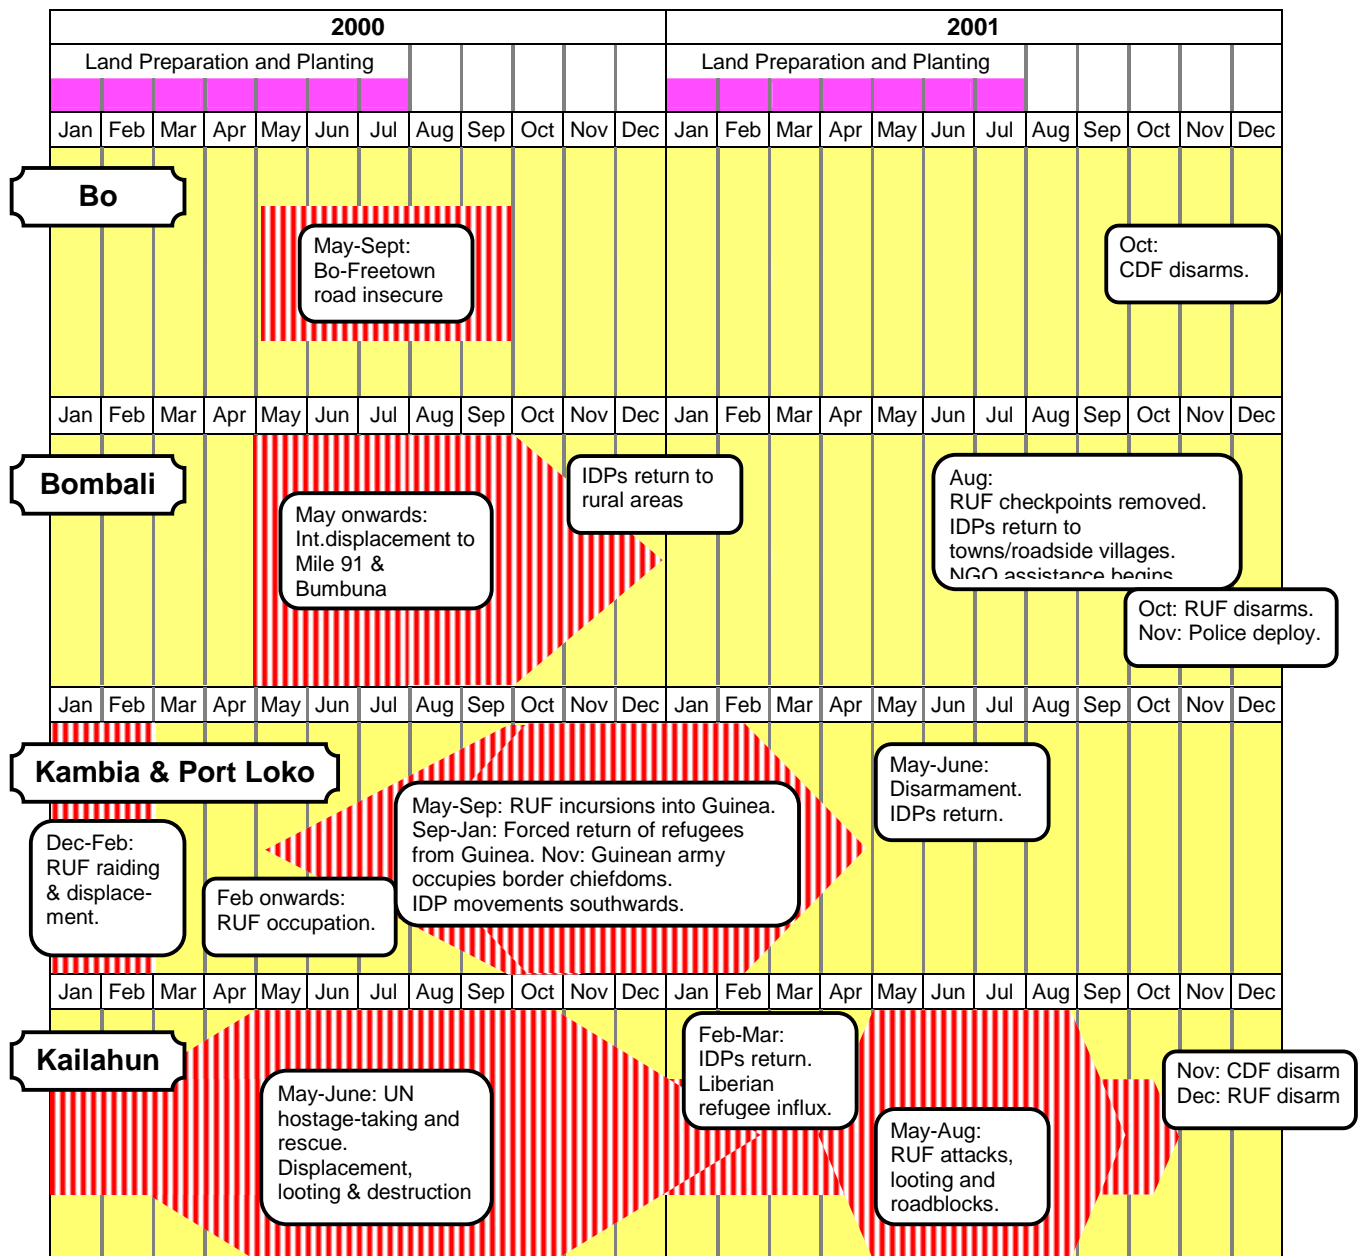 2000 2001
Land Preparation and Planting Land Preparation and Planting
Jan Feb Mar Apr May Jun Jul Aug Sep Oct Nov Dec Jan Feb Mar Apr May Jun Jul Aug Sep Oct Nov Dec
Bo
May-Sept:
Bo-Freetown
road insecure
Oct:
CDF disarms.
Jan Feb Mar Apr May Jun Jul Aug Sep Oct Nov Dec Jan Feb Mar Apr May Jun Jul Aug Sep Oct Nov Dec
Bombali
May onwards:
Int.displacement to
Mile 91 &
Bumbuna
IDPs return to
rural areas
Aug:
RUF checkpoints removed.
IDPs return to
towns/roadside villages.
NGO assistance begins
Oct: RUF disarms.
Nov: Police deploy.
Jan Feb Mar Apr May Jun Jul Aug Sep Oct Nov Dec Jan Feb Mar Apr May Jun Jul Aug Sep Oct Nov Dec
Kambia & Port Loko
Dec-Feb:
RUF raiding
& displace-
ment.
Feb onwards:
RUF occupation.
May-Sep: RUF incursions into Guinea.
Sep-Jan: Forced return of refugees
from Guinea. Nov: Guinean army
occupies border chiefdoms.
IDP movements southwards.
May-June:
Disarmament.
IDPs return.
Jan Feb Mar Apr May Jun Jul Aug Sep Oct Nov Dec Jan Feb Mar Apr May Jun Jul Aug Sep Oct Nov Dec
Kailahun
May-June: UN
hostage-taking and
rescue.
Displacement,
looting & destruction
Feb-Mar:
IDPs return.
Liberian
refugee influx.
May-Aug:
RUF attacks,
looting and
roadblocks.
Nov: CDF disarm
Dec: RUF disarm